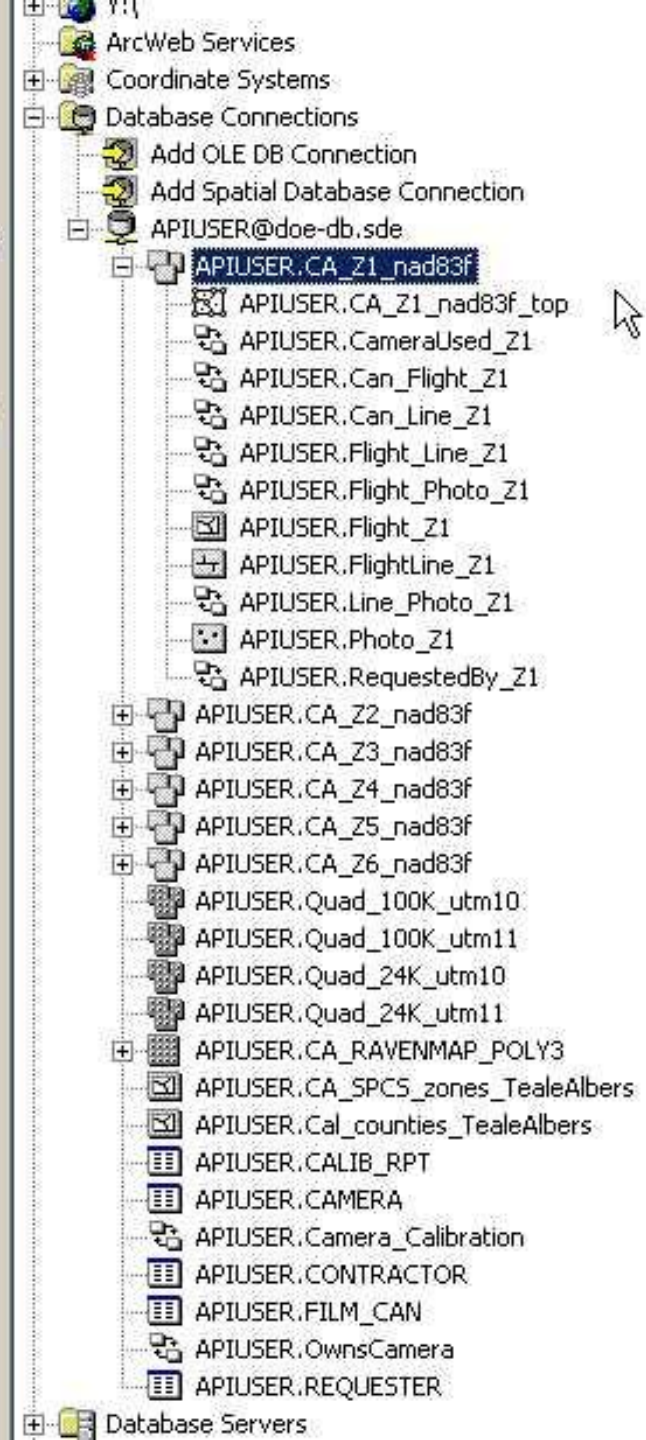 ArcWeb Services
Coordinate Systems
Database Connections
Add OLE DB Connection
Add Spatial Database Connection
APIUSER@doe-db.sde
APIUSER.CA_Z1_nad83f
APIUSER.CA_Z1_nad83f_top
APIUSER.CameraUsed_Z1
APIUSER.Can_Flight_Z1
APIUSER.Can_Line_Z1
APIUSER.Flight_Line_Z1
APIUSER.Flight_Photo_Z1
APIUSER.Flight_Z1
APIUSER.FlightLine_Z1
APIUSER.Line_Photo_Z1
APIUSER.Photo_Z1
APIUSER.RequestedBy_Z1
APIUSER.CA_Z2_nad83f
APIUSER.CA_Z3_nad83f
APIUSER.CA_Z4_nad83f
APIUSER.CA_Z5_nad83f
APIUSER.CA_Z6_nad83f
APIUSER.Quad_100K_utm10
APIUSER.Quad_100K_utm11
APIUSER.Quad_24K_utm10
APIUSER.Quad_24K_utm11
APIUSER.CA_RAVENMAP_POLY3
APIUSER.CA_SPCS_zones_TealeAlbers
APIUSER.Cal_counties_TealeAlbers
APIUSER.CALIB_RPT
APIUSER.CAMERA
APIUSER.Camera_Calibration
APIUSER.CONTRACTOR
APIUSER.FILM_CAN
APIUSER.OwnsCamera
APIUSER.REQUESTER
Database Servers